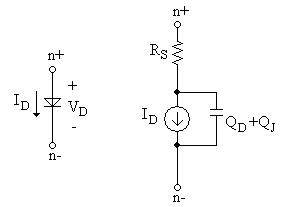 n+
n+
R_S
+
I_D
V_D
-
I_D
Q_D+Q_J
n-
n-